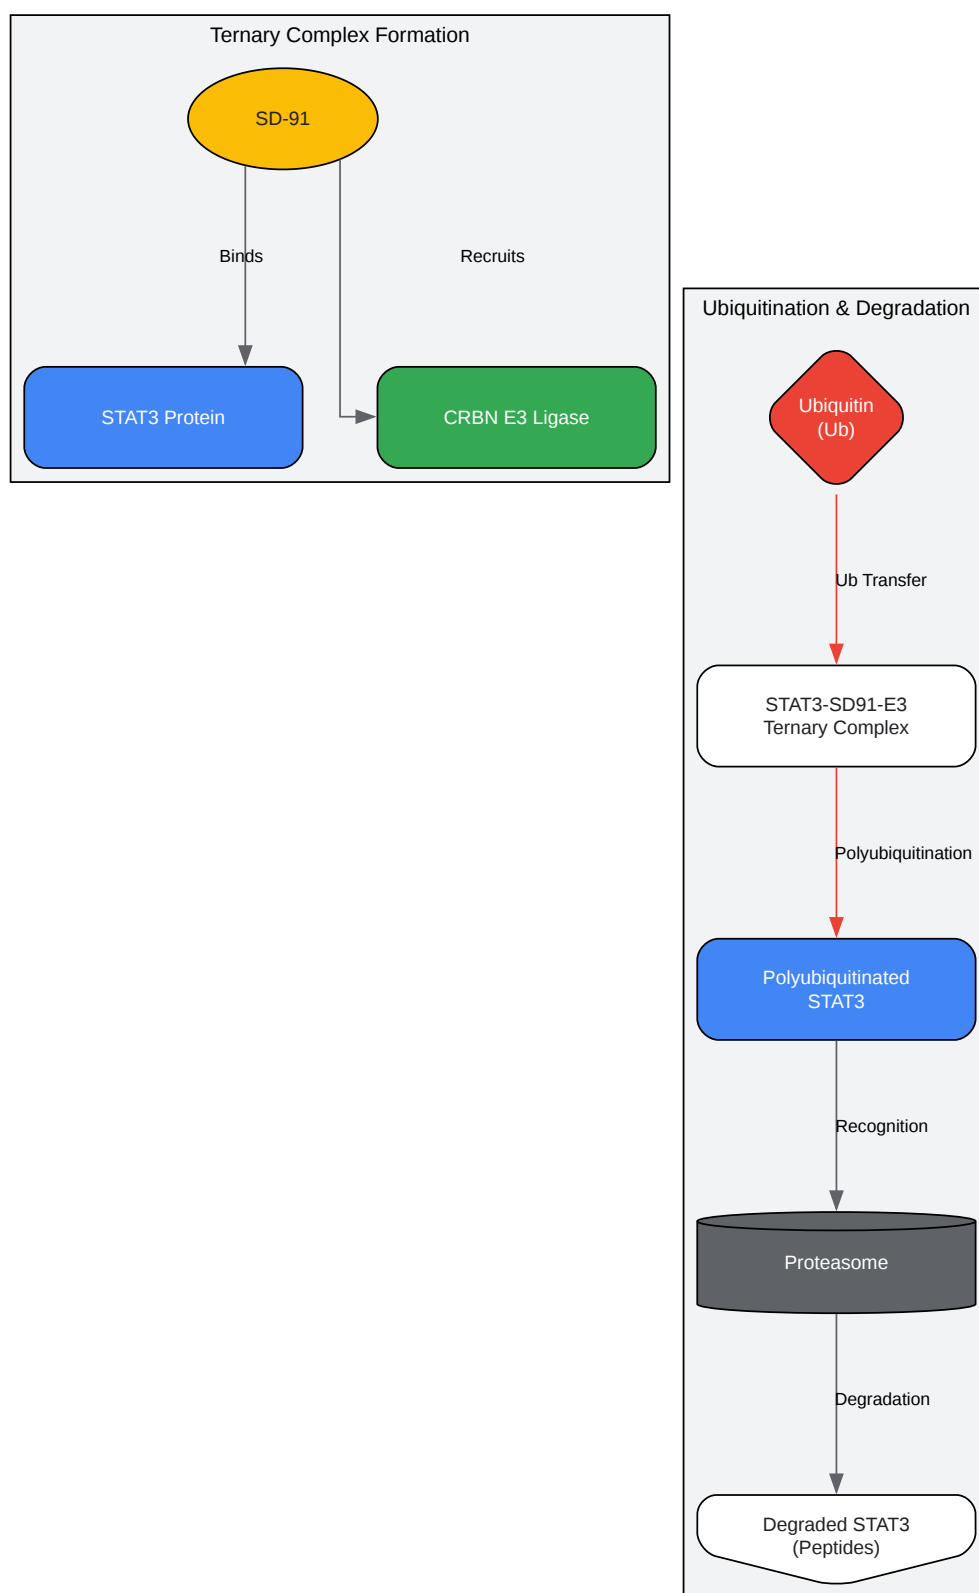 Ternary Complex Formation
SD-91
Binds
Recruits
STAT3 Protein
CRBN E3 Ligase
Ubiquitination & Degradation
Ubiquitin
(Ub)
Ub Transfer
STAT3-SD91-E3
Ternary Complex
Polyubiquitination
Polyubiquitinated
STAT3
Recognition
Proteasome
Degradation
Degraded STAT3
(Peptides)